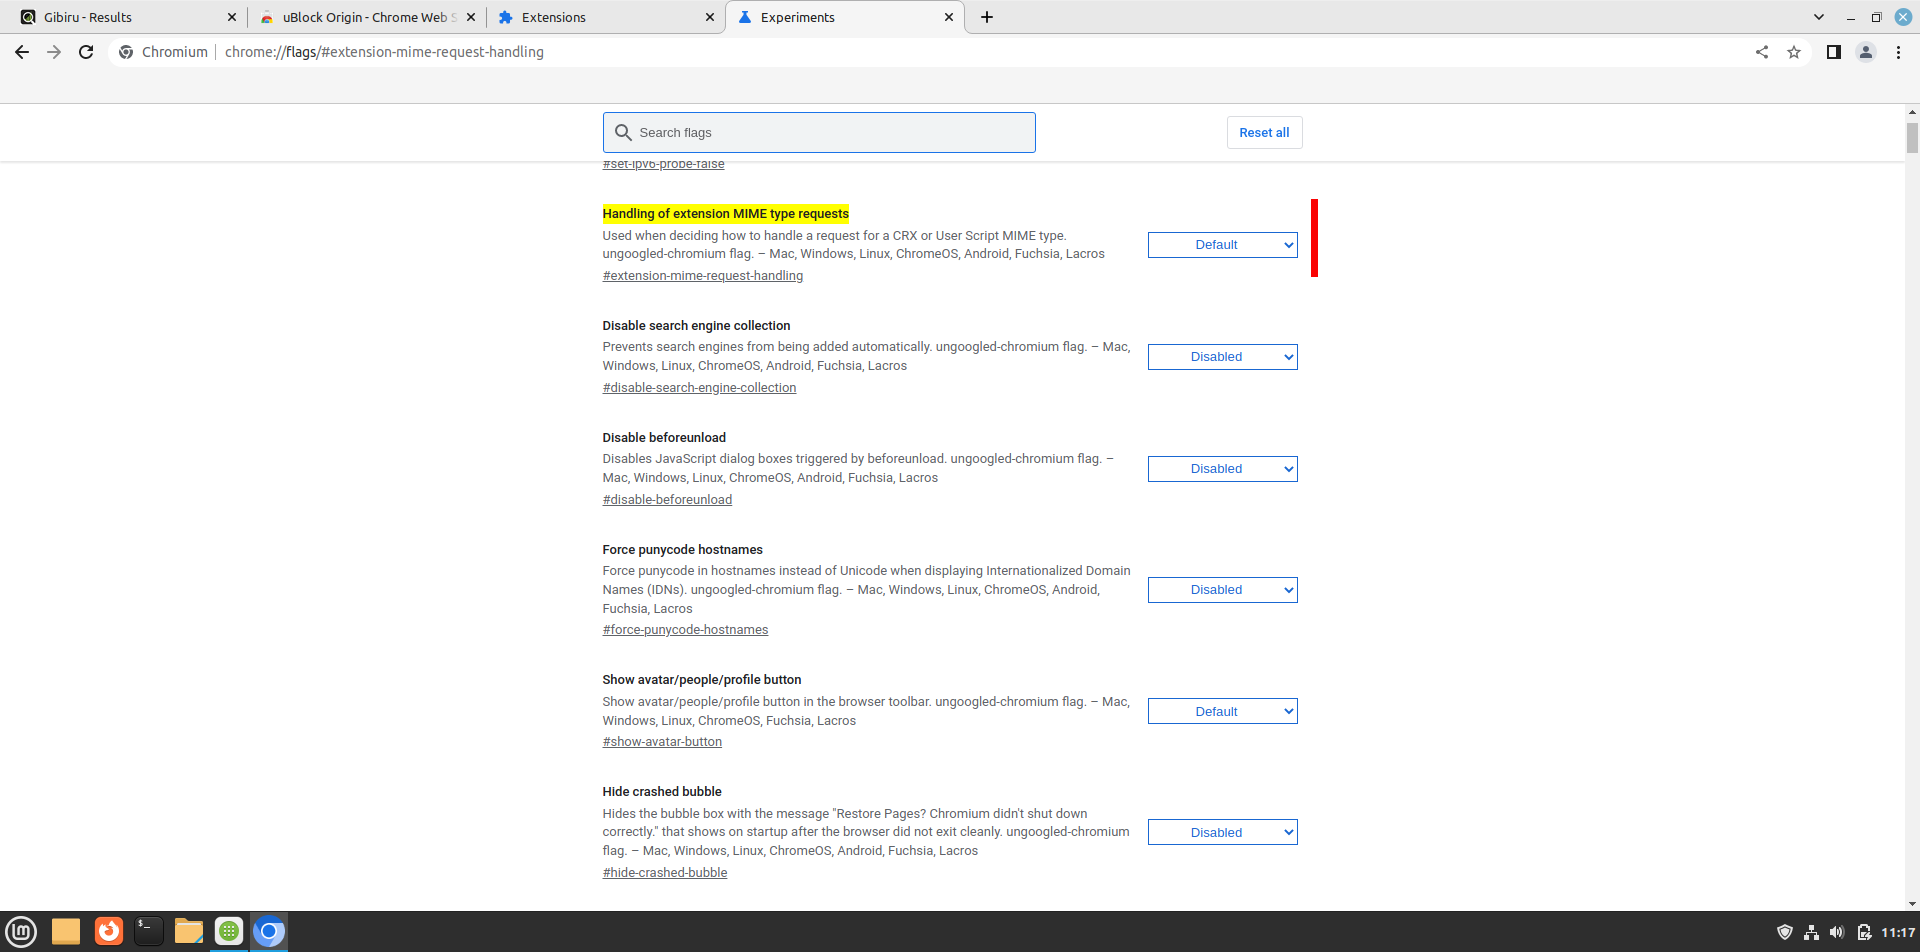 Gibiru - Results
uBlock Origin - Chrome Web S
Extensions
Experiments
Chromium
chrome://flags/#extension-mime-request-handling
Search flags
Reset all
#set-ipv6-probe-false
Handling of extension MIME type requests
Used when deciding how to handle a request for a CRX or User Script MIME type.
ungoogled-chromium flag. – Mac, Windows, Linux, ChromeOS, Android, Fuchsia, Lacros
#extension-mime-request-handling
Default
Disable search engine collection
Prevents search engines from being added automatically. ungoogled-chromium flag. – Mac,
Windows, Linux, ChromeOS, Android, Fuchsia, Lacros
#disable-search-engine-collection
Disabled
Disable beforeunload
Disables JavaScript dialog boxes triggered by beforeunload. ungoogled-chromium flag. –
Mac, Windows, Linux, ChromeOS, Android, Fuchsia, Lacros
#disable-beforeunload
Disabled
Force punycode hostnames
Force punycode in hostnames instead of Unicode when displaying Internationalized Domain
Names (IDNs). ungoogled-chromium flag. – Mac, Windows, Linux, ChromeOS, Android,
Fuchsia, Lacros
#force-punycode-hostnames
Disabled
Show avatar/people/profile button
Show avatar/people/profile button in the browser toolbar. ungoogled-chromium flag. – Mac,
Windows, Linux, ChromeOS, Fuchsia, Lacros
#show-avatar-button
Default
Hide crashed bubble
Hides the bubble box with the message "Restore Pages? Chromium didn't shut down
correctly." that shows on startup after the browser did not exit cleanly. ungoogled-chromium
flag. – Mac, Windows, Linux, ChromeOS, Android, Fuchsia, Lacros
#hide-crashed-bubble
Disabled
11:17